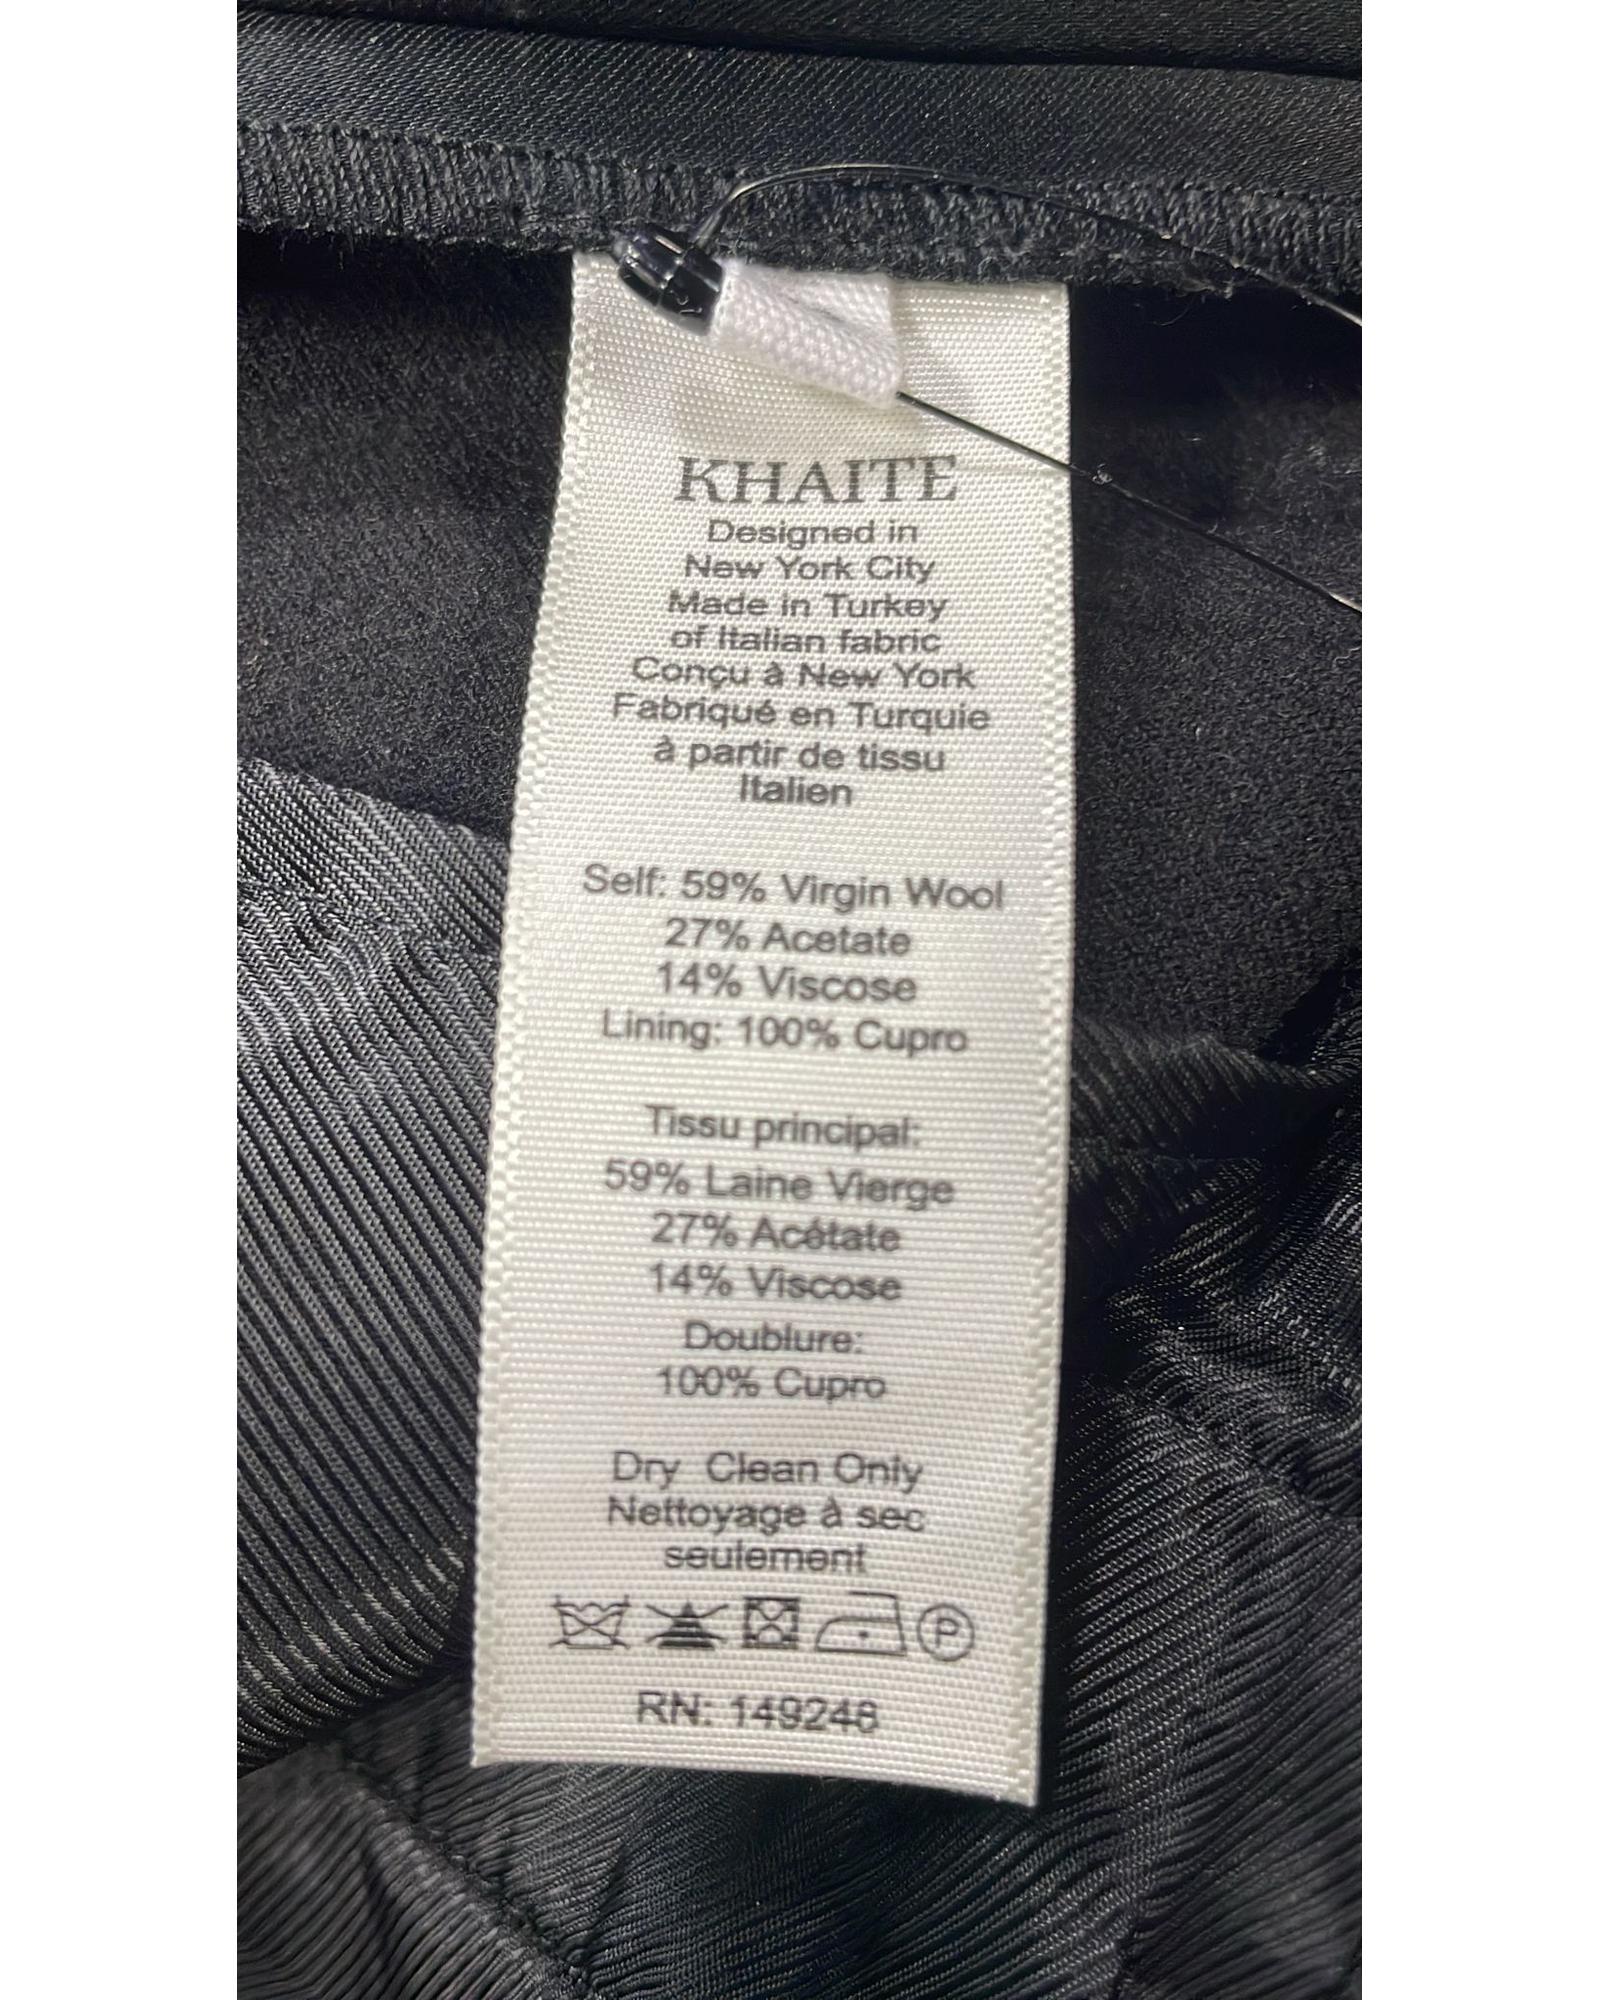 KHAITE
Designed in
New York City
Made in Turkey
of Italian fabric
Conçu à New York
Fabriqué en Turquie
à partir de tissu
Italien
Self: 59% Virgin Wool
27% Acetate
14% Viscose
Lining: 100% Cupro
Tissu principal:
59% Laine Vierge
27% Acétate
14% Viscose
Doublure:
100% Cupro
Dry Clean Only
Nettoyage à sec
seulement
P
RN: 149246